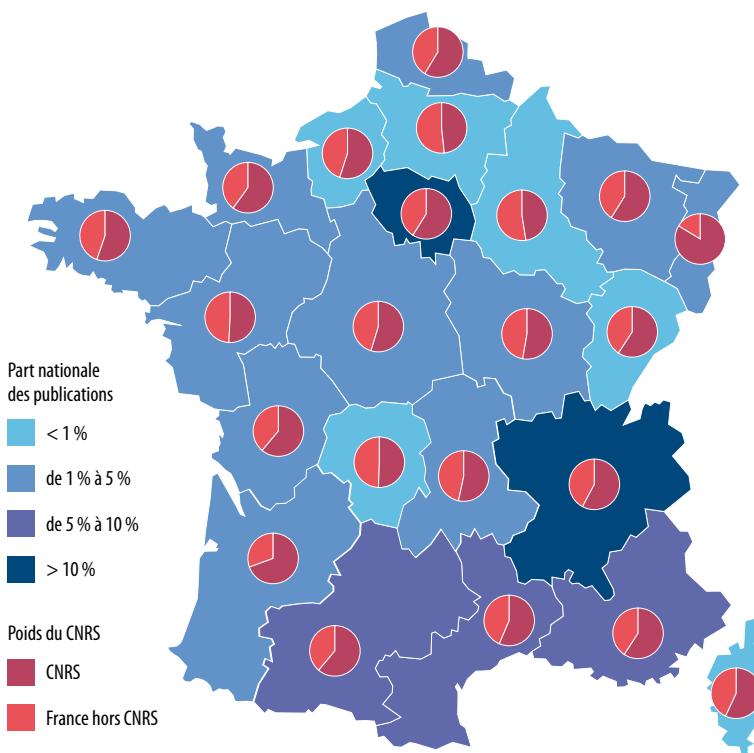 Part nationale
des publications
< 1 %
de 1 % à 5 %
de 5 % à 10 %
> 10 %
Poids du CNRS
CNRS
France hors CNRS